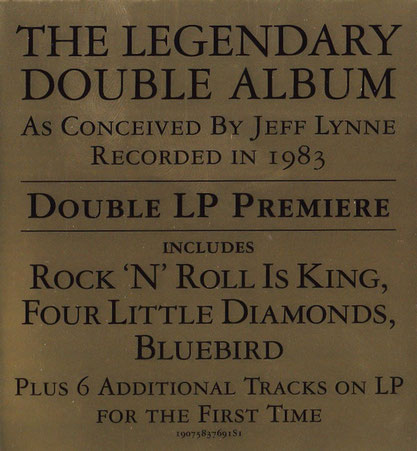 THE LEGENDARY
DOUBLE ALBUM
AS CONCEIVED BY JEFF LYNNE
RECORDED IN 1983
DOUBLE LP PREMIERE
INCLUDES
ROCK ‘N’ ROLL IS KING,
FOUR LITTLE DIAMONDS,
BLUEBIRD
PLUS 6 ADDITIONAL TRACKS ON LP
FOR THE FIRST TIME
19075837691S1